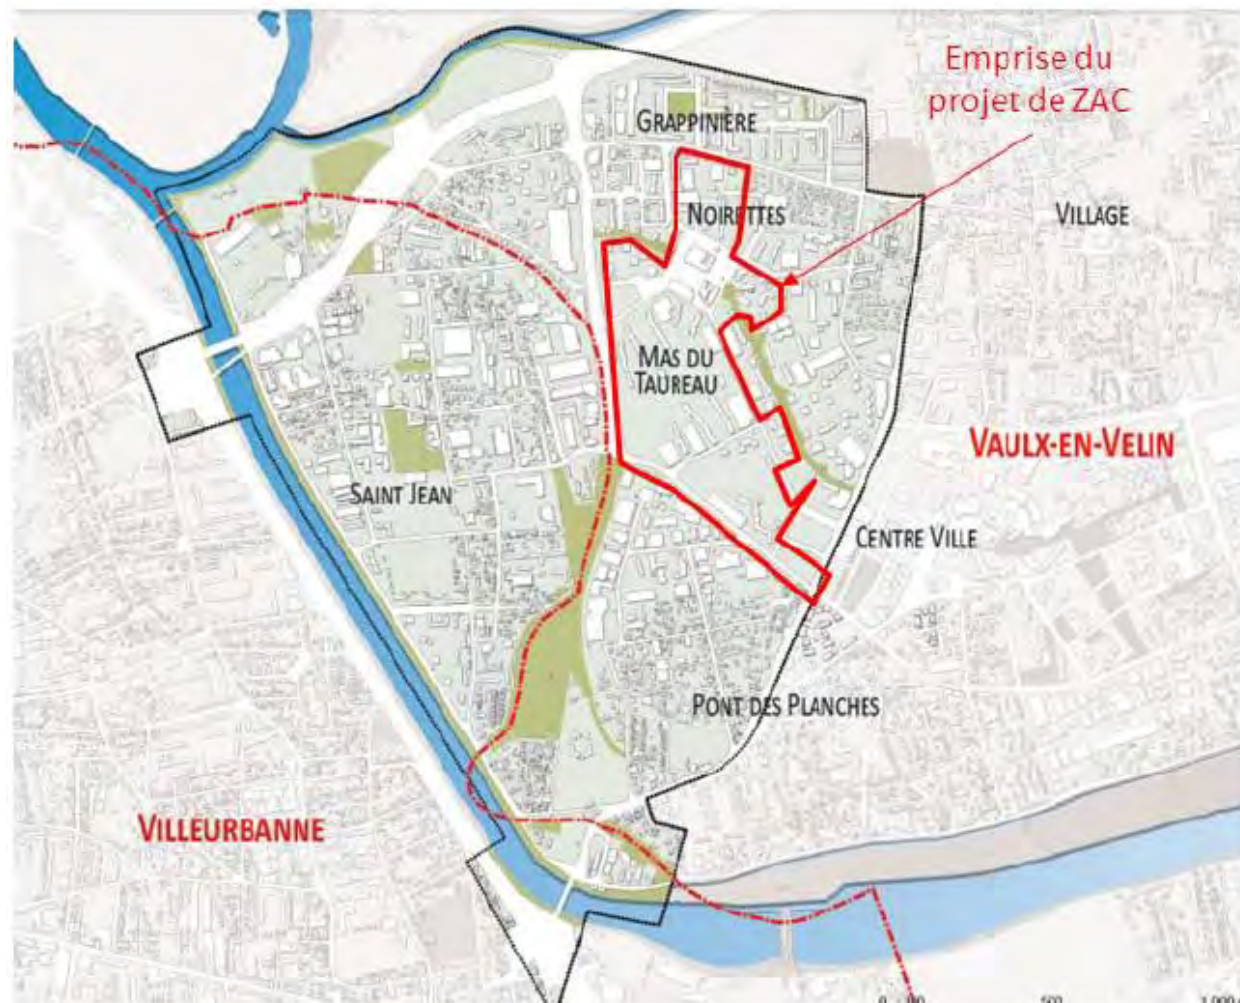 Emprise du
projet de ZAC
GRAPPINIÈRE
NOIRETTES
VILLAGE
MAS DU
TAUREAU
VAULX-EN-VELIN
SAINT JEAN
CENTRE VILLE
PONT DES PLANCHES
VILLEURBANNE